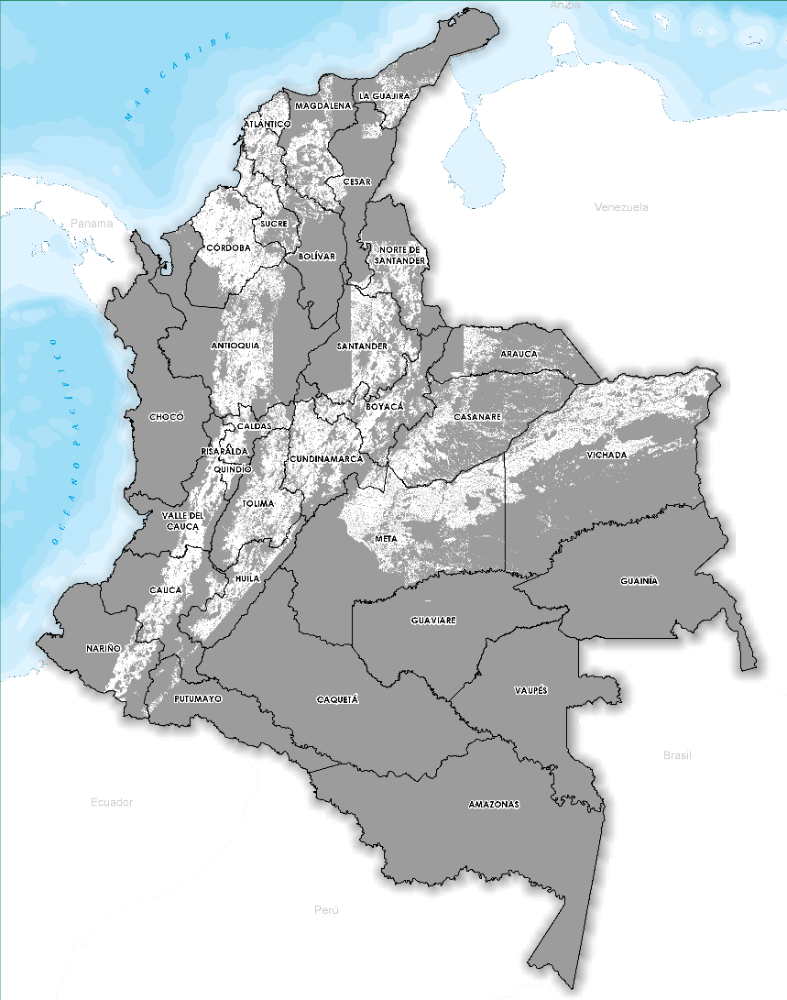 Aruba
MAR CARIBE
LA GUAJIRA
MAGDALENA
ATLÁNTICO
CESAR
Venezuela
Panama
SUCRE
CÓRDOBA
BOLÍVAR
NORTE DE
SANTANDER
ANTIOQUIA
SANTANDER
ARAUCA
OCÉANO PACÍFICO
BOYACÁ
CHOCÓ
CASANARE
CALDAS
RISARALDA
CUNDINAMARCA
VICHADA
QUINDÍO
TOLIMA
VALLE DEL
CAUCA
META
HUILA
GUAINÍA
CAUCA
GUAVIARE
NARIÑO
VAUPÉS
PUTUMAYO
CAQUETÁ
Brasil
Ecuador
AMAZONAS
Perú